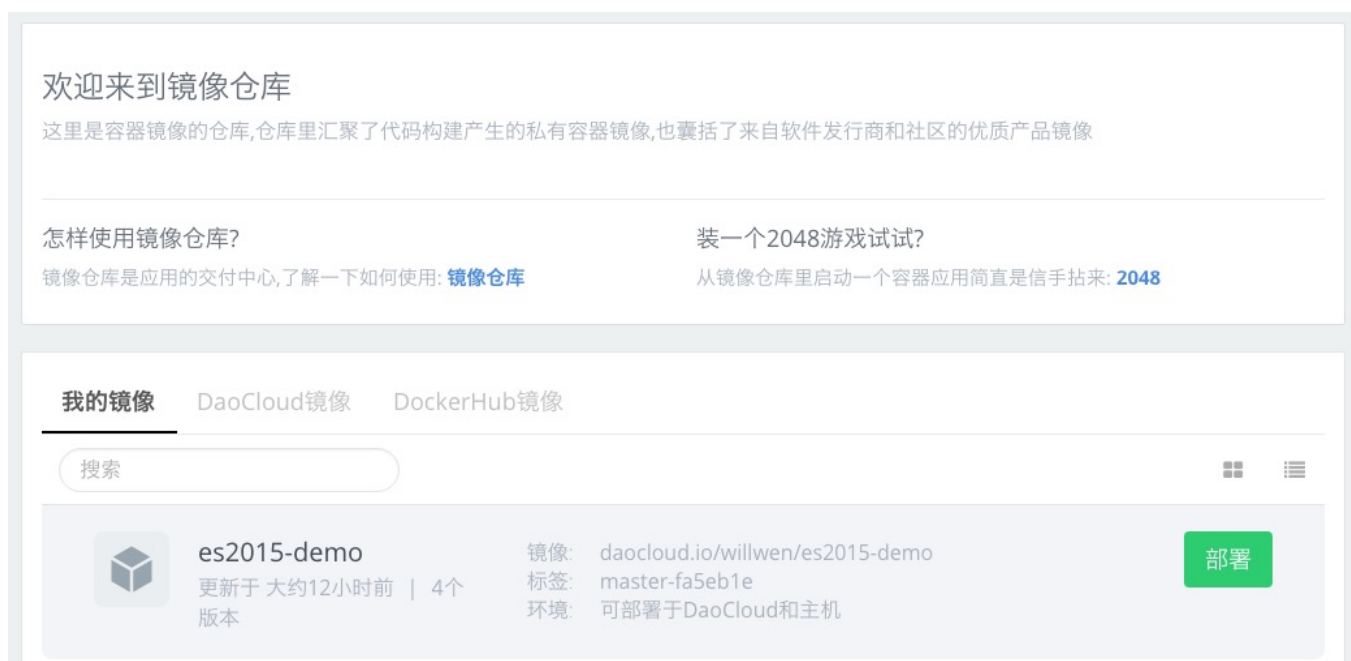 欢迎来到镜像仓库
这里是容器镜像的仓库,仓库里汇聚了代码构建产生的私有容器镜像,也囊括了来自软件发行商和社区的优质产品镜像
怎样使用镜像仓库?
镜像仓库是应用的交付中心,了解一下如何使用: 镜像仓库
装一个2048游戏试试?
从镜像仓库里启动一个容器应用简直是信手拈来: 2048
我的镜像 DaoCloud镜像 DockerHub镜像
搜索
es2015-demo
更新于 大约12小时前 | 4个
版本
镜像: daocloud.io/willwen/es2015-demo
标签: master-fa5eb1e
环境: 可部署于DaoCloud和主机
部署